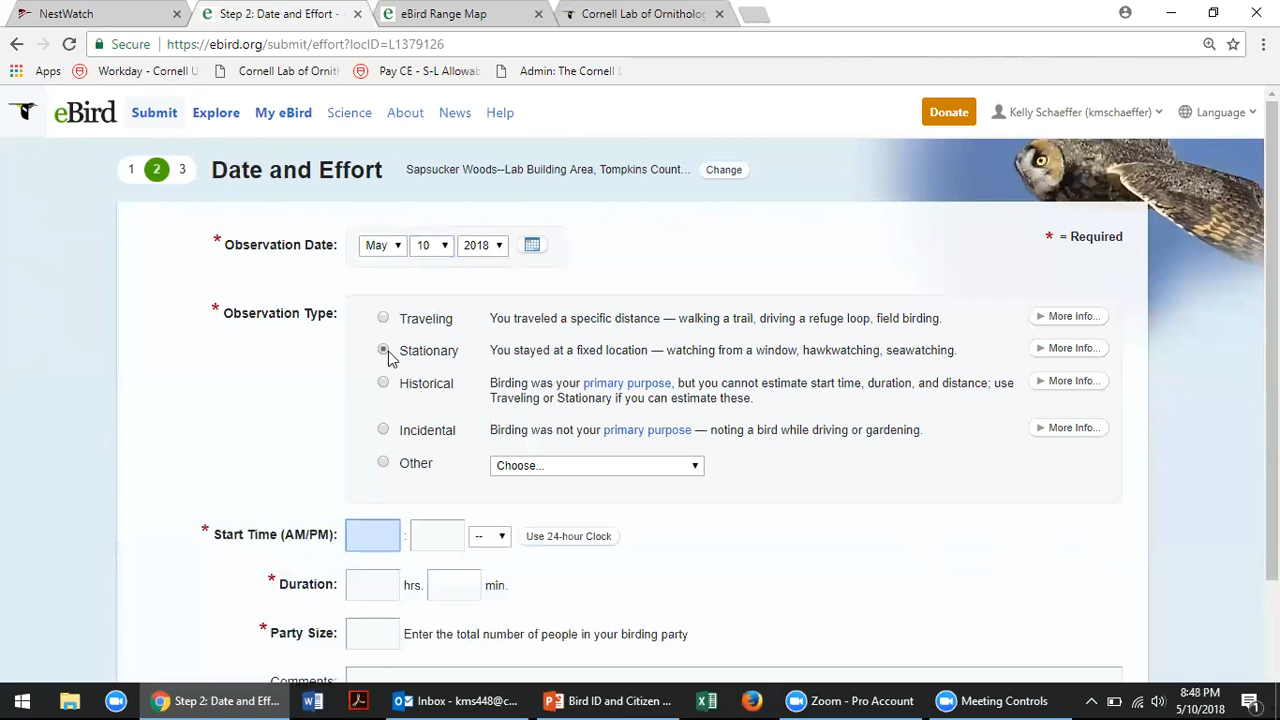 NestWatch
Step 2: Date and Effort -
eBird Range Map
Cornell Lab of Ornitholog
Secure
https://ebird.org/submit/effort?locID=L1379126
Apps
Workday - Cornell U
Cornell Lab of Ornith
Pay CE - S-L Allowab
Admin: The Cornell L
eBird
Submit
Explore
My eBird
Science
About
News
Help
Donate
Kelly Schaeffer (kmschaeffer)
Language
1 2 3
Date and Effort
Sapsucker Woods--Lab Building Area, Tompkins Count...
Change
* Observation Date:
May
10
2018
* = Required
* Observation Type:
Traveling
You traveled a specific distance — walking a trail, driving a refuge loop, field birding.
More Info...
Stationary
You stayed at a fixed location — watching from a window, hawkwatching, seawatching.
More Info...
Historical
Birding was your primary purpose, but you cannot estimate start time, duration, and distance; use
Traveling or Stationary if you can estimate these.
More Info...
Incidental
Birding was not your primary purpose — noting a bird while driving or gardening.
More Info...
Other
Choose...
* Start Time (AM/PM):
:
--
Use 24-hour Clock
* Duration:
hrs.
min.
* Party Size:
Enter the total number of people in your birding party
Comments:
Step 2: Date and Eff...
Inbox - kms448@c...
Bird ID and Citizen ...
Zoom - Pro Account
Meeting Controls
8:48 PM
5/10/2018
1